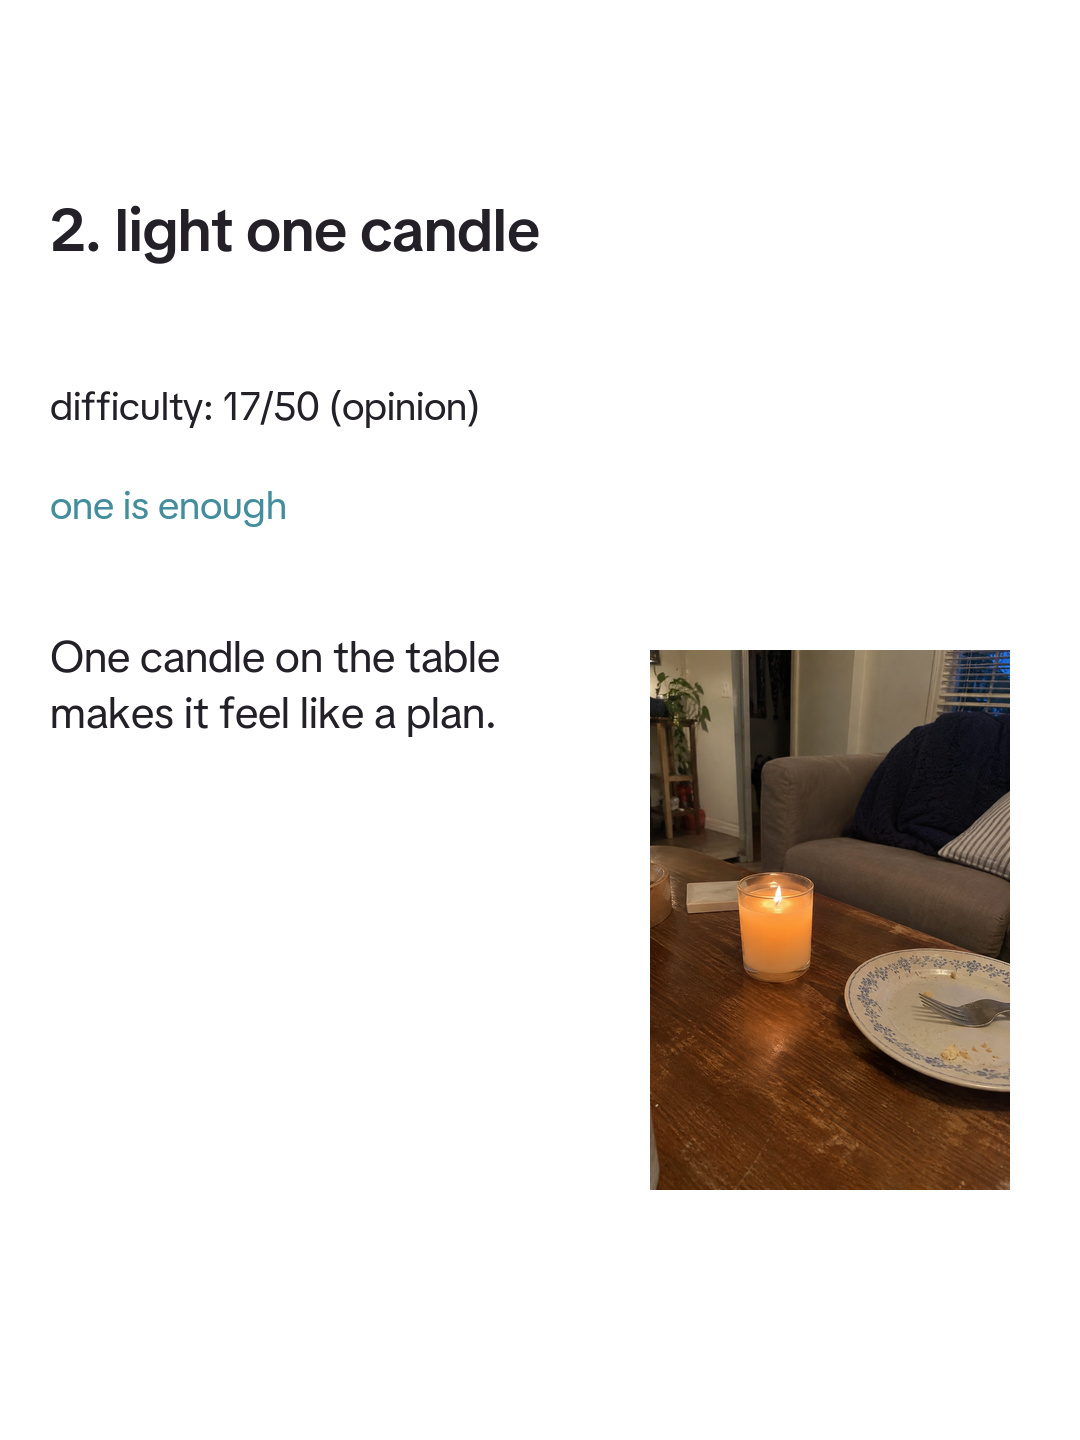 2. light one candle
difficulty: 17/50 (opinion)
one is enough
One candle on the table
makes it feel like a plan.